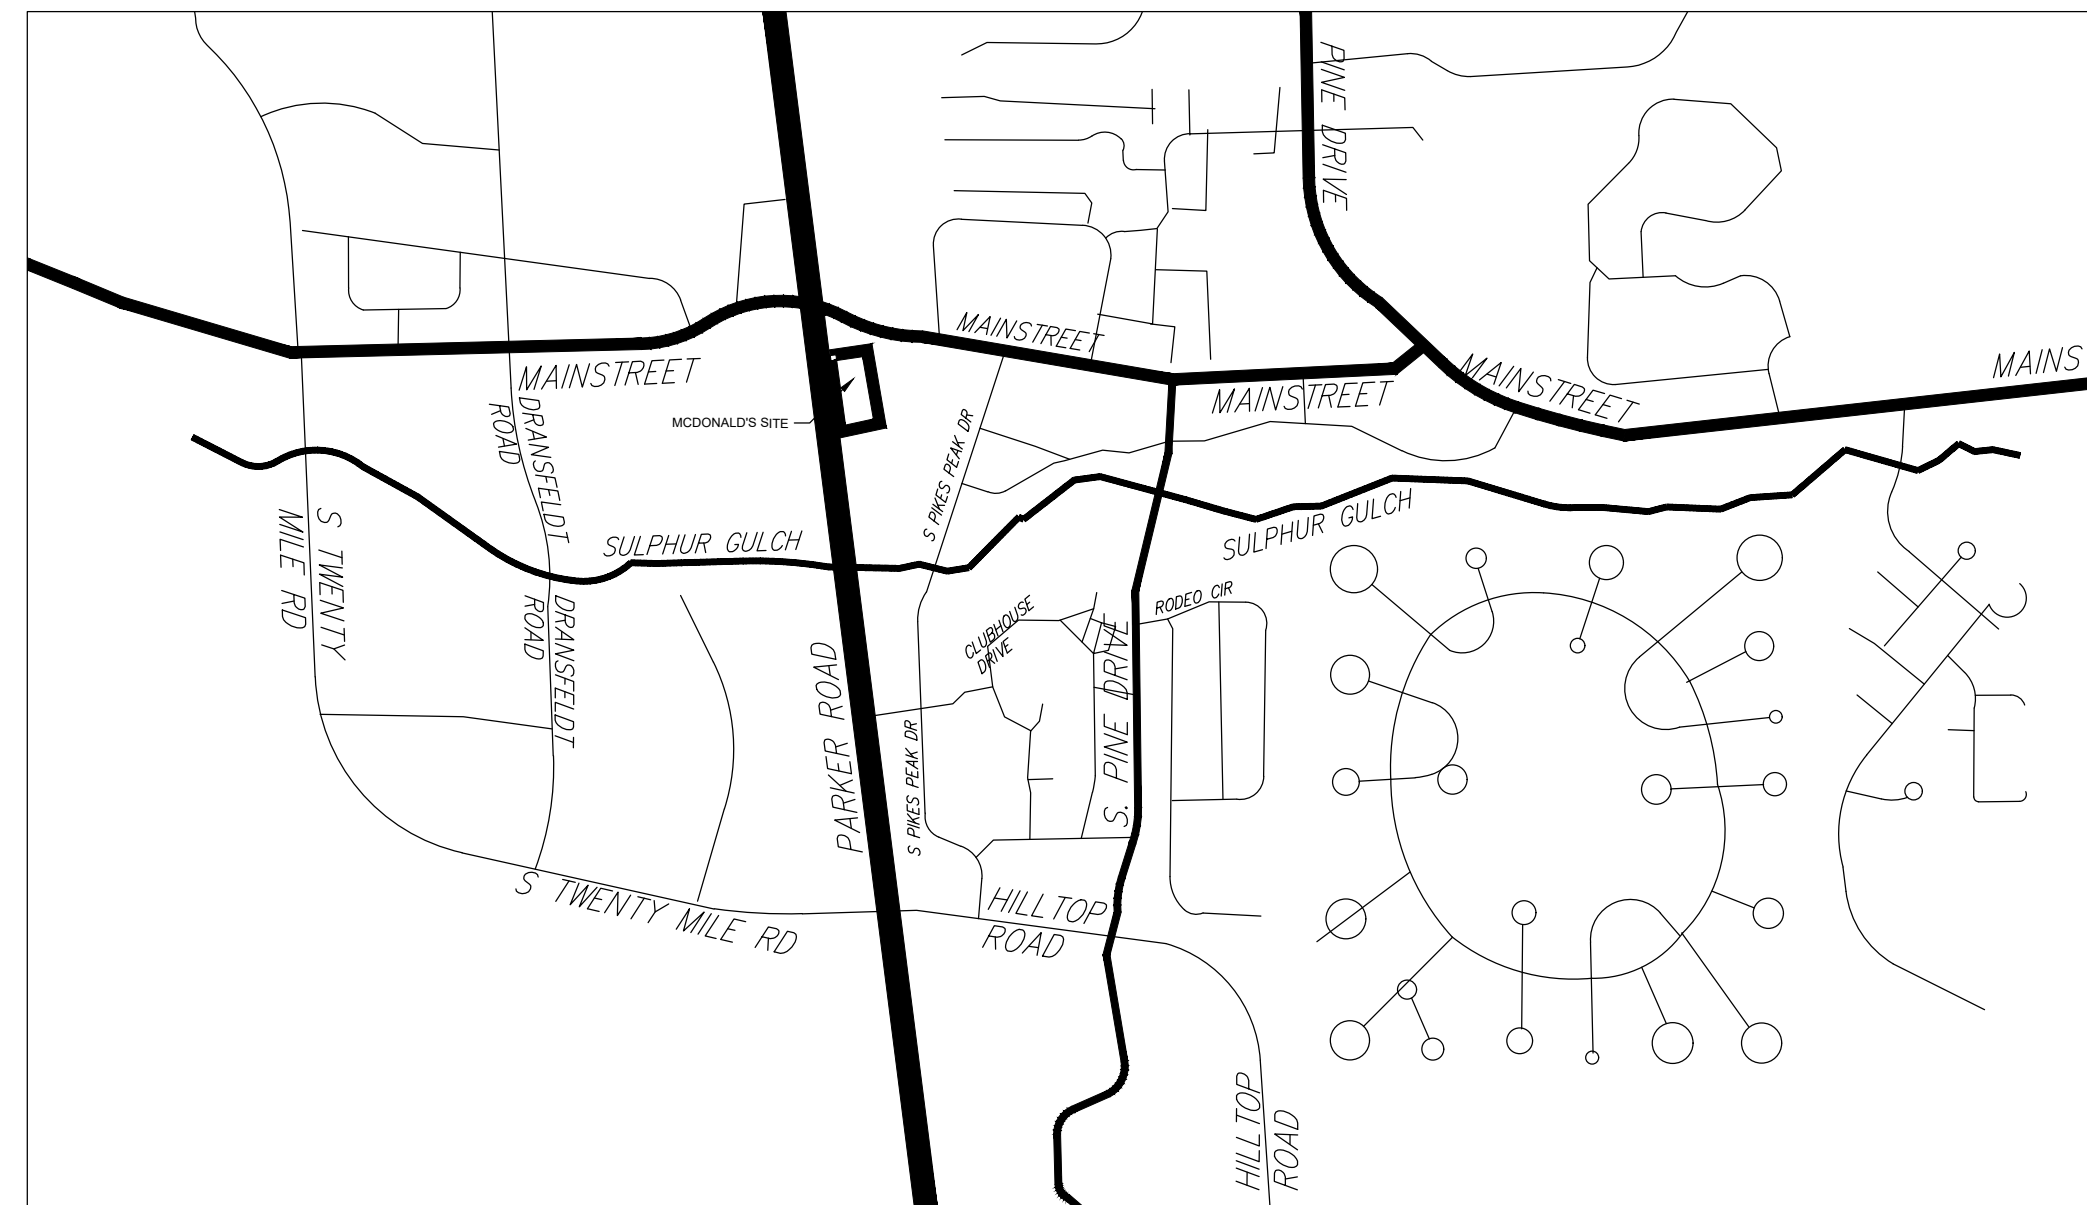 PINE DRIVE
MAINSTREET
MAINS
MAINSTREET
MAINSTREET
MAINSTREET
DRANSFELDT
ROAD
MCDONALD'S SITE
S PIKES PEAK DR
SULPHUR GULCH
SULPHUR GULCH
S TWENTY
MILE RD
DRANSFELDT
ROAD
CLUBHOUSE
DRIVE
RODEO CIR
S. PINE DRIVE
PARKER ROAD
S PIKES PEAK DR
S TWENTY MILE RD
HILLTOP
ROAD
HILLTOP
ROAD